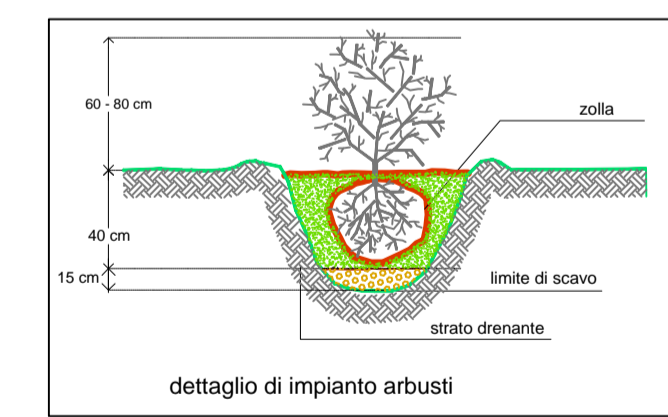 60 - 80 cm
zolla
40 cm
15 cm
limite di scavo
strato drenante
dettaglio di impianto arbusti